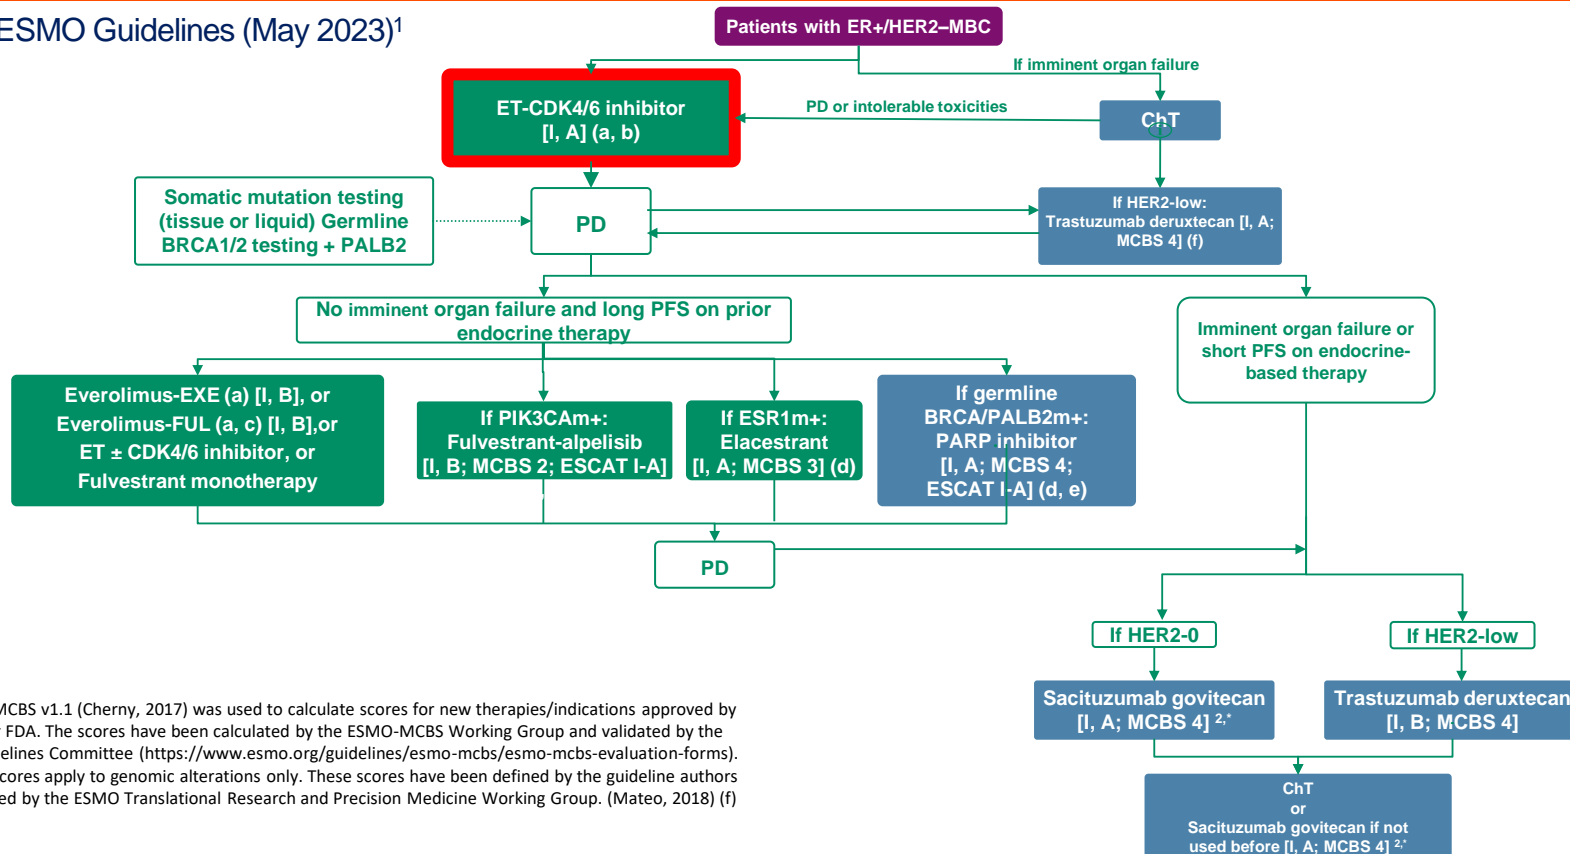 ESMO Guidelines (May 2023)1
Patients with ER+/HER2–MBC
If imminent organ failure
ET-CDK4/6 inhibitor
[I, A] (a, b)
PD or intolerable toxicities
ChT
Somatic mutation testing
(tissue or liquid) Germline
BRCA1/2 testing + PALB2
PD
If HER2-low:
Trastuzumab deruxtecan [I, A;
MCBS 4] (f)
No imminent organ failure and long PFS on prior
endocrine therapy
Imminent organ failure or
short PFS on endocrine-
based therapy
Everolimus-EXE (a) [I, B], or
Everolimus-FUL (a, c) [I, B],or
ET ± CDK4/6 inhibitor, or
Fulvestrant monotherapy
If PIK3CAm+:
Fulvestrant-alpelisib
[I, B; MCBS 2; ESCAT I-A]
If ESR1m+:
Elacestrant
[I, A; MCBS 3] (d)
If germline
BRCA/PALB2m+:
PARP inhibitor
[I, A; MCBS 4;
ESCAT I-A] (d, e)
PD
If HER2-0
If HER2-low
Sacituzumab govitecan
[I, A; MCBS 4] 2,*
Trastuzumab deruxtecan
[I, B; MCBS 4]
ChT
or
Sacituzumab govitecan if not
used before [I, A; MCBS 4] 2,*
MCBS v1.1 (Cherny, 2017) was used to calculate scores for new therapies/indications approved by
FDA. The scores have been calculated by the ESMO-MCBS Working Group and validated by the
elines Committee (https://www.esmo.org/guidelines/esmo-mcbs/esmo-mcbs-evaluation-forms).
cores apply to genomic alterations only. These scores have been defined by the guideline authors
ed by the ESMO Translational Research and Precision Medicine Working Group. (Mateo, 2018) (f)